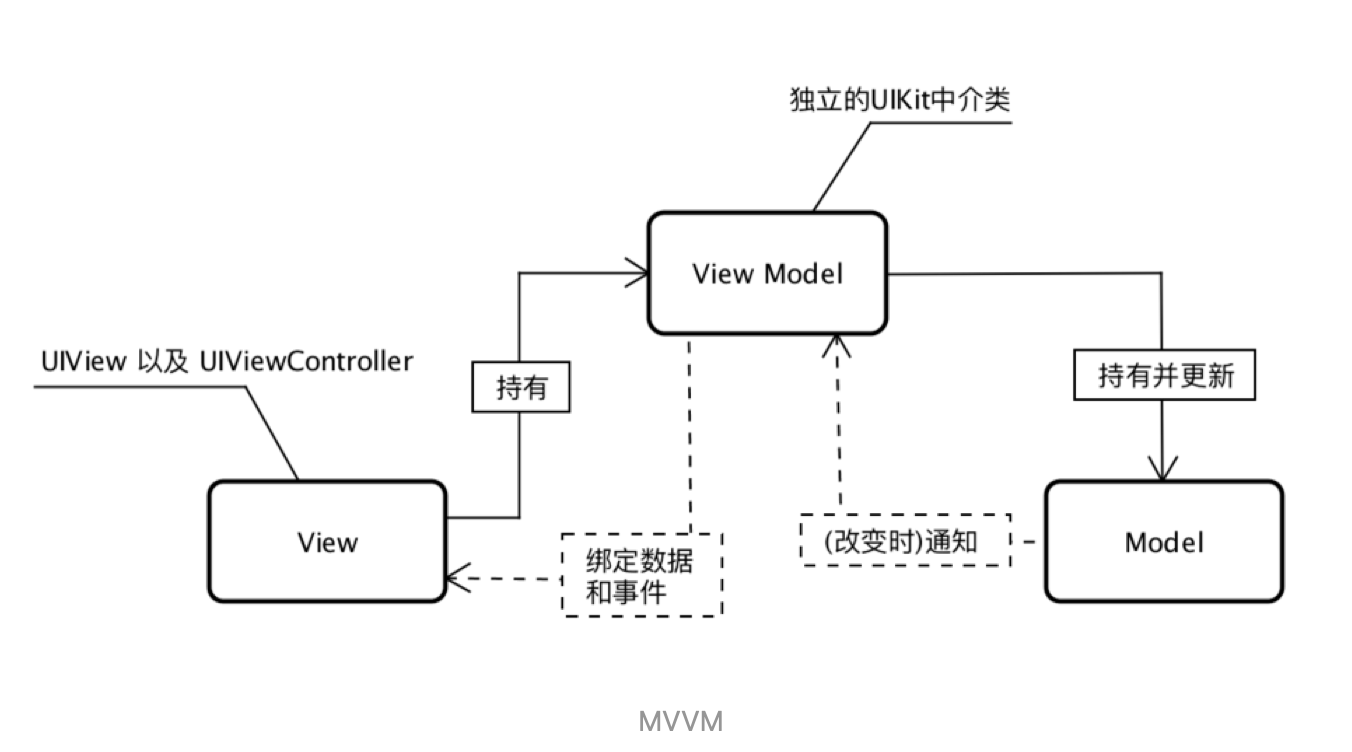 独立的UIKit中介类
View Model
UIView 以及 UIViewController
持有
持有并更新
View
绑定数据
和事件
(改变时)通知
Model
MVVM